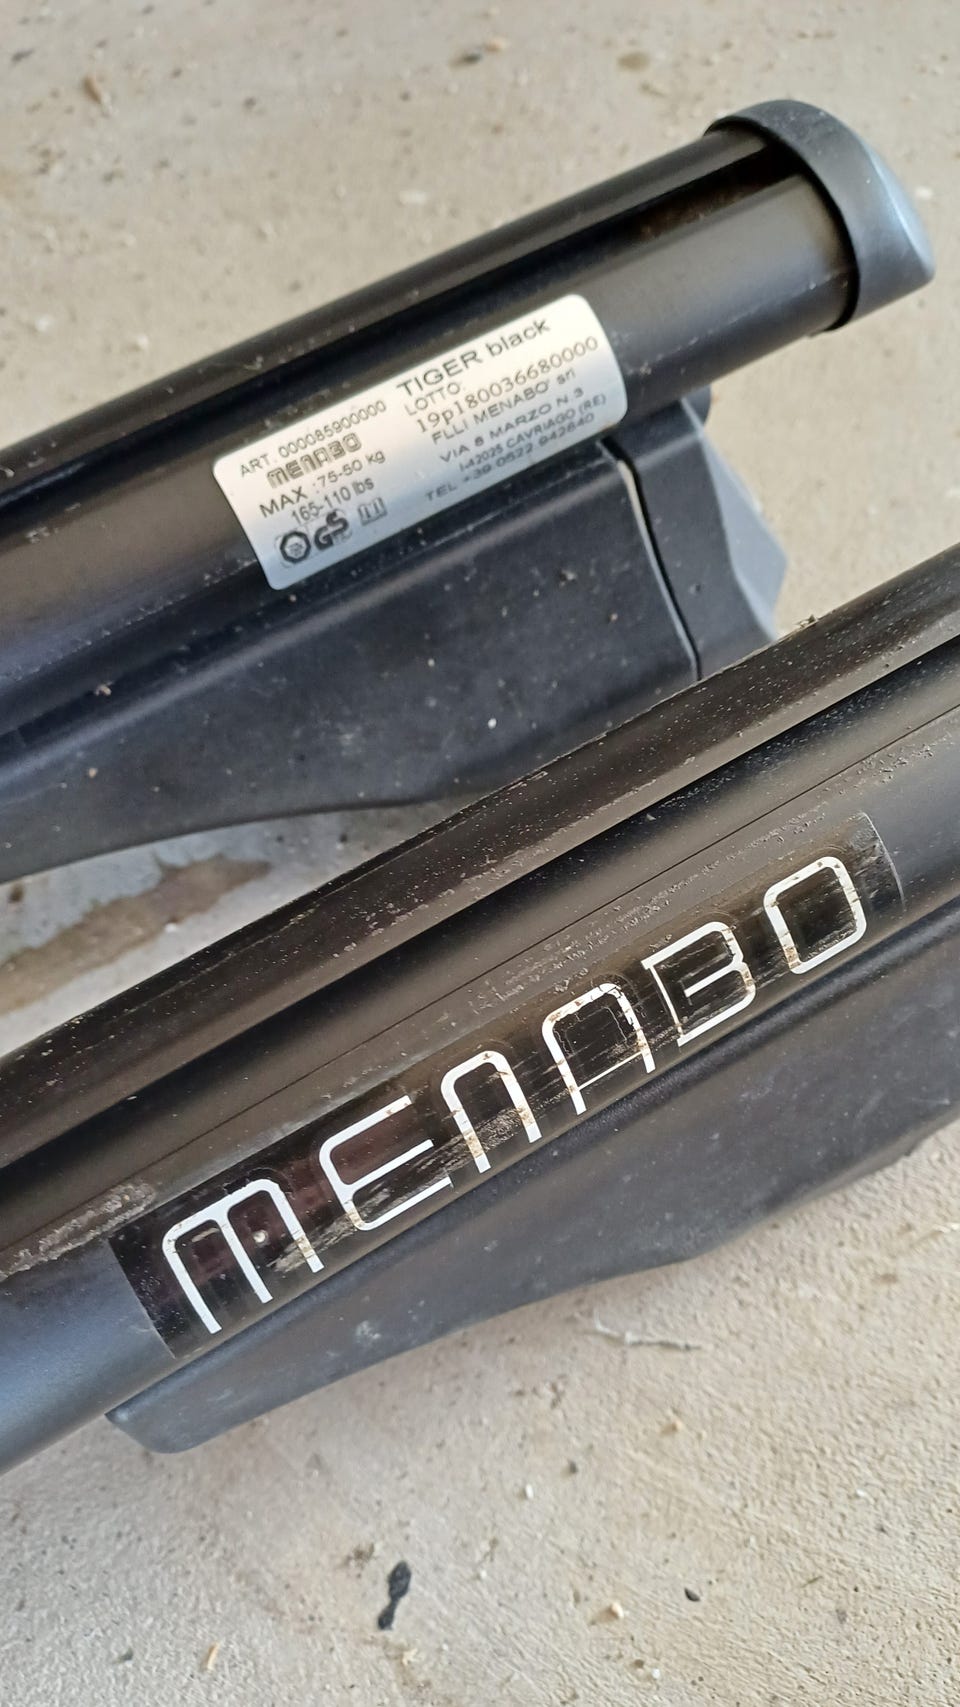 TIGER black
ART. 000085900000
LOTTO:
MENABO
19p180036680000
MAX :75-50 kg
FLLI MENABO' srl
165-110 lbs
VIA 8 MARZO N.3
GS
I-42025 CAVRIAGO (RE)
TEL +39 0522 942840
MENABO